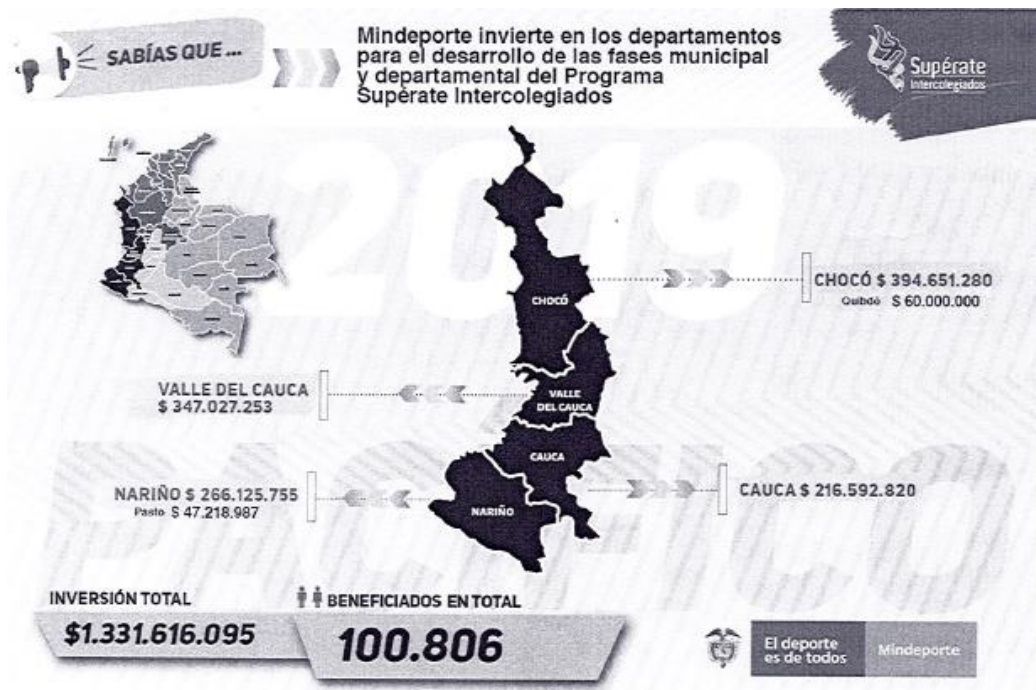 SABÍAS QUE ...
Mindeporte invierte en los departamentos
para el desarrollo de las fases municipal
y departamental del Programa
Supérate Intercolegiados
Supérate
Intercolegiados
2019
CHOCÓ
CHOCÓ $ 394.651.280
Quibdó $ 60.000.000
VALLE DEL CAUCA
$ 347.027.253
VALLE
DEL CAUCA
CAUCA
NARIÑO $ 266.125.755
Pasto $ 47.218.987
NARIÑO
CAUCA $ 216.592.820
PACÍFICO
INVERSIÓN TOTAL
$1.331.616.095
BENEFICIADOS EN TOTAL
100.806
El deporte
es de todos
Mindeporte